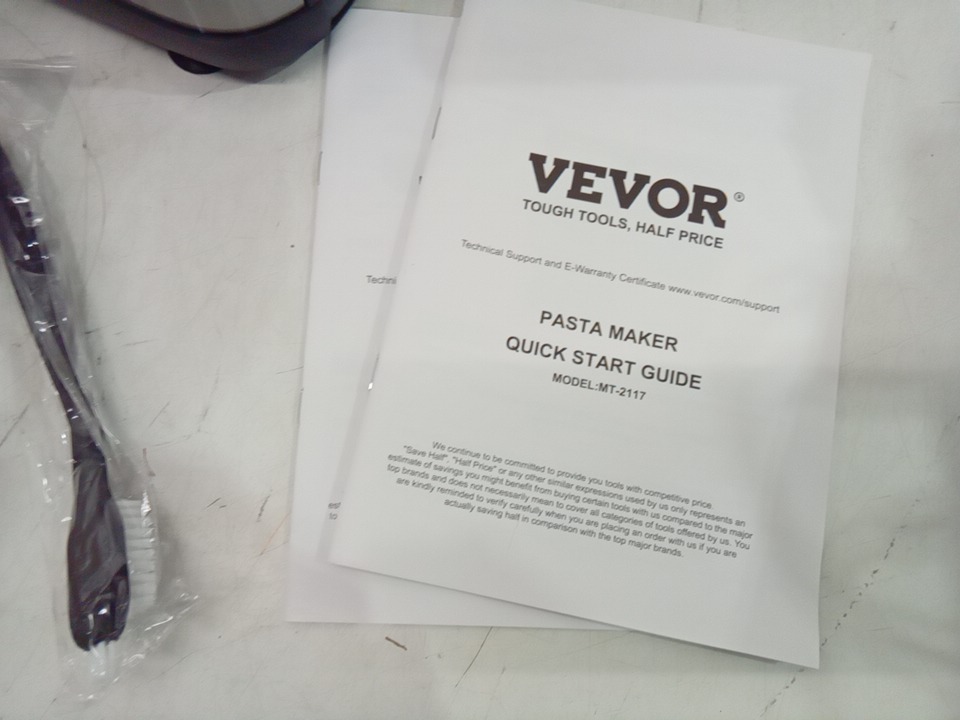 VEVOR®
TOUGH TOOLS, HALF PRICE
Technical Support and E-Warranty Certificate www.vevor.com/support
PASTA MAKER
QUICK START GUIDE
MODEL:MT-2117
We continue to be committed to provide you tools with competitive price.
"Save Half", "Half Price" or any other similar expressions used by us only represents an
estimate of savings you might benefit from buying certain tools with us compared to the major
top brands and does not necessarily mean to cover all categories of tools offered by us. You
are kindly reminded to verify carefully when you are placing an order with us if you are
actually saving half in comparison with the top major brands.
Techni